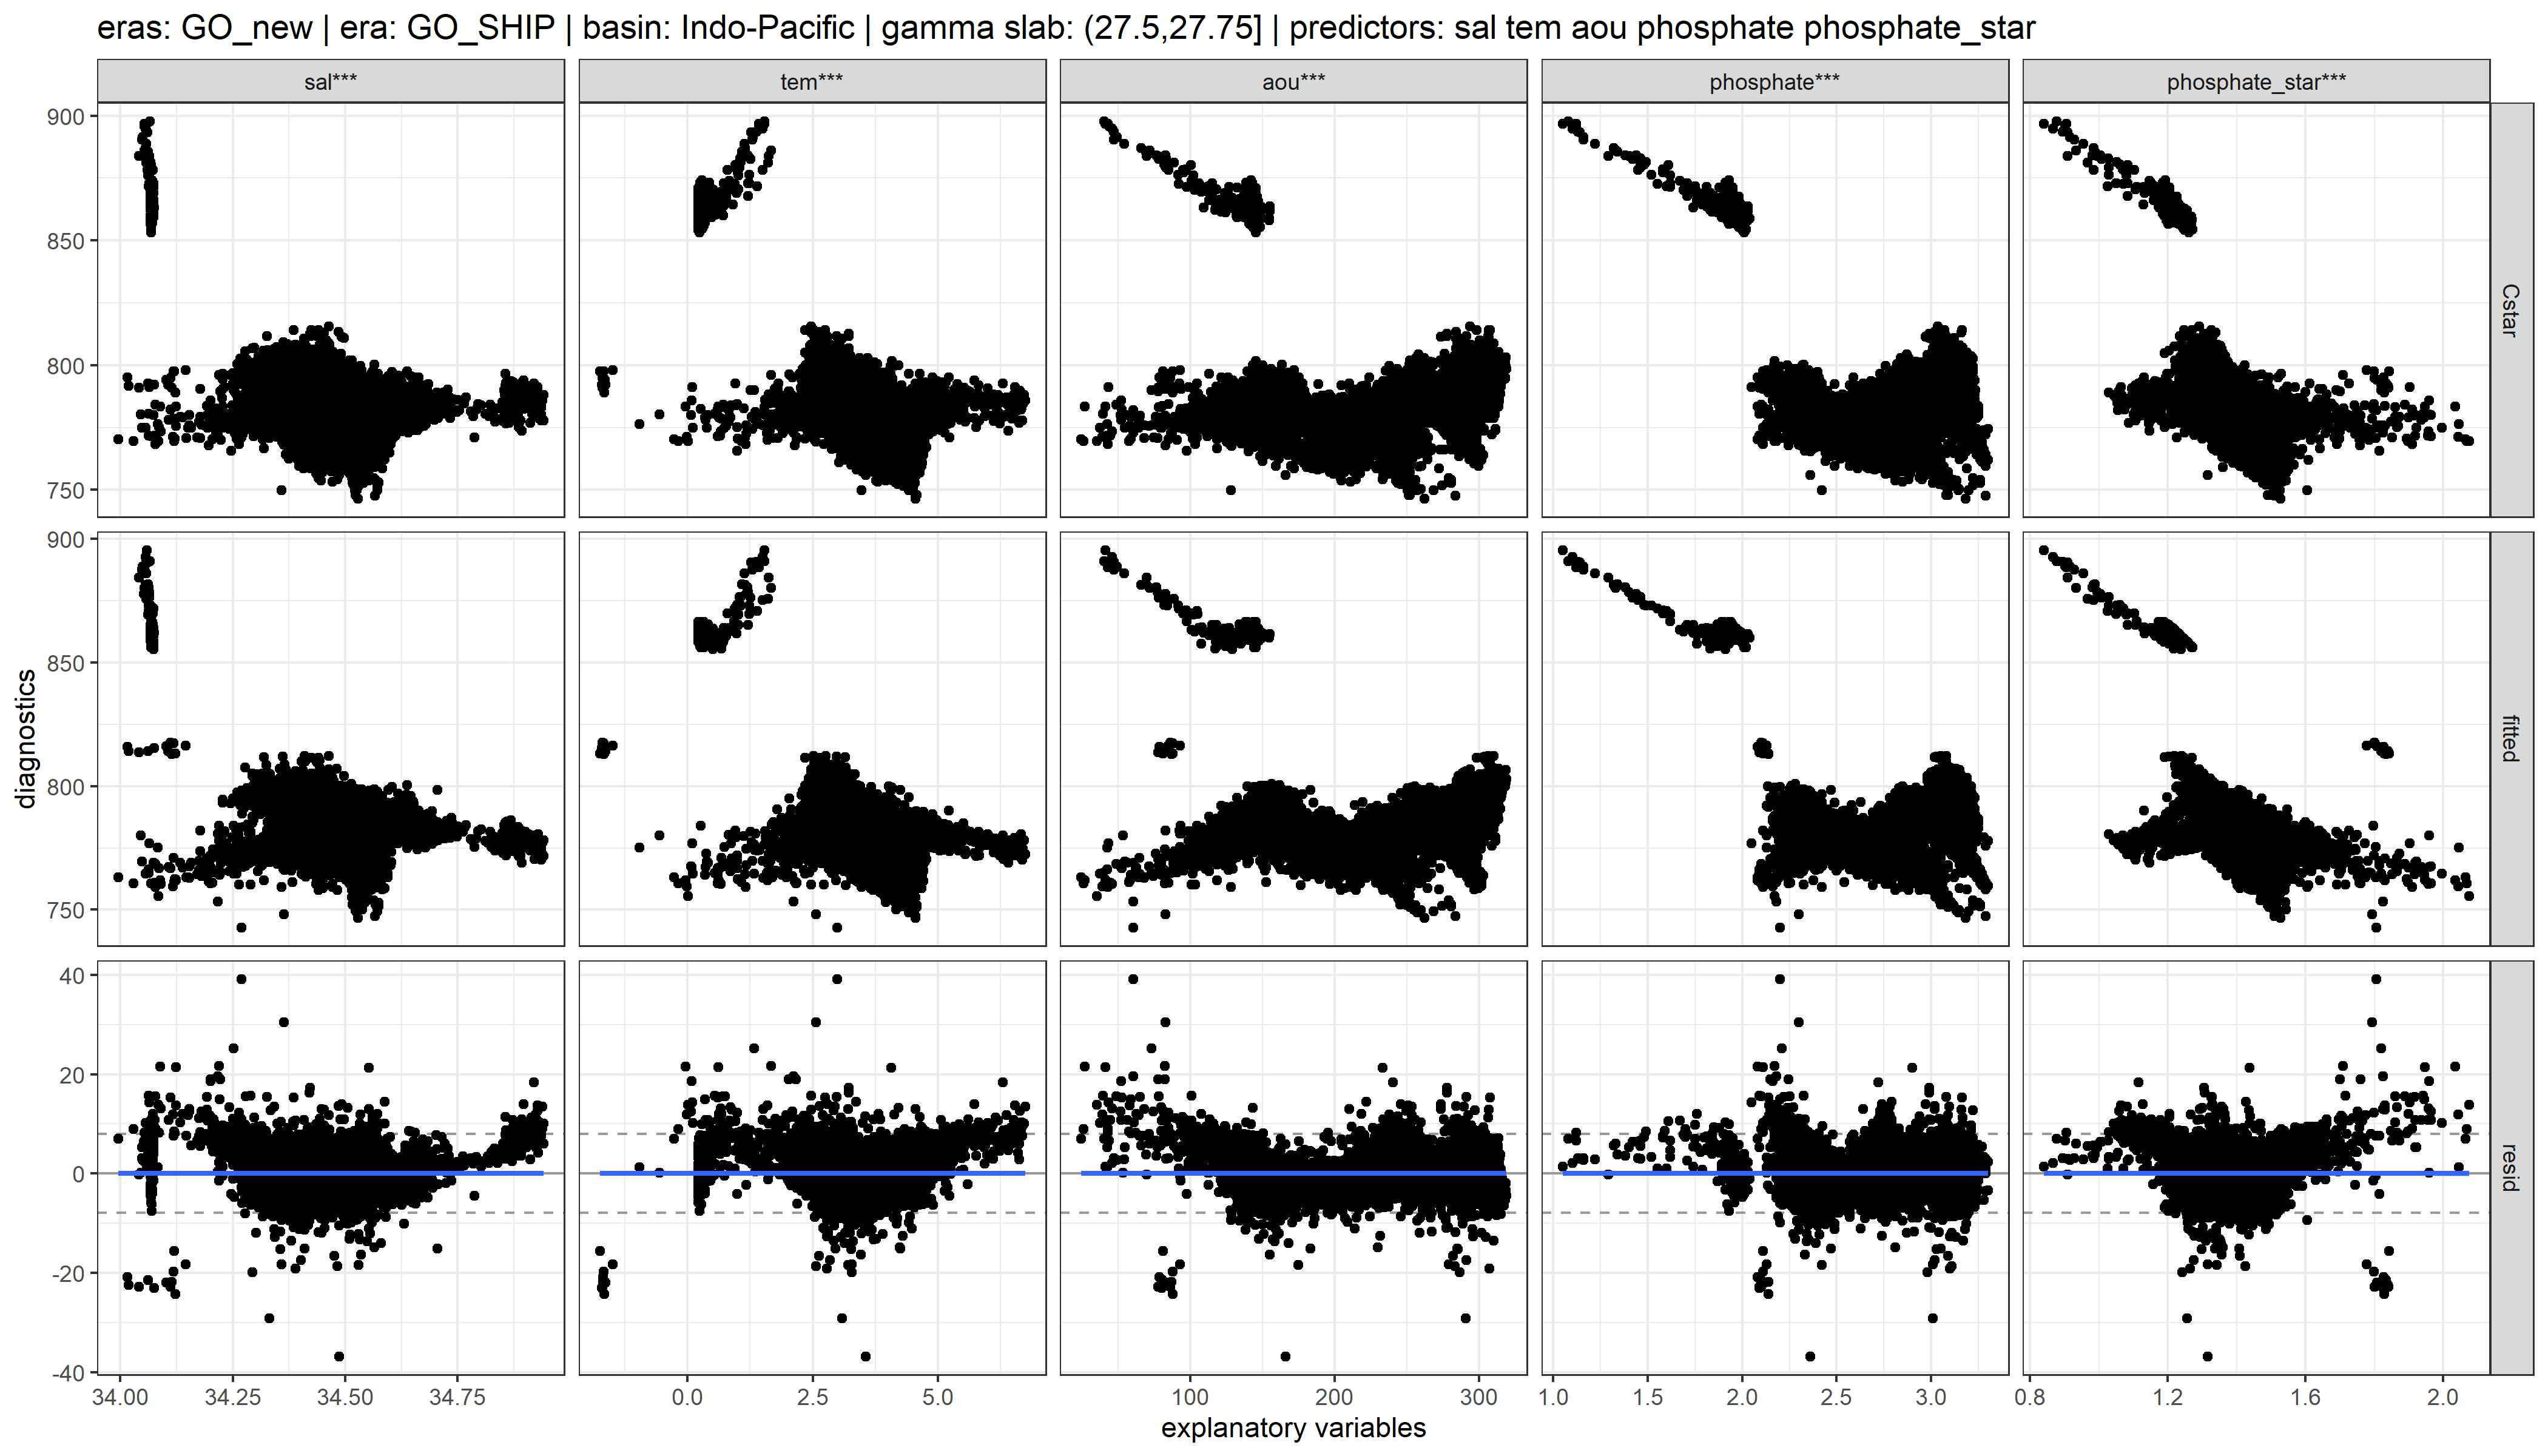 eras: GO_new | era: GO_SHIP | basin: Indo-Pacific | gamma slab: (27.5,27.75] | predictors: sal tem aou phosphate phosphate_star
sal*** tem*** aou*** phosphate*** phosphate_star***
900
850
800
750
Cstar
900
850
800
750
fitted
diagnostics
40
20
0
-20
-40
resid
34.00 34.25 34.50 34.75 0.0 2.5 5.0 100 200 300 1.0 1.5 2.0 2.5 3.0 0.8 1.2 1.6 2.0
explanatory variables